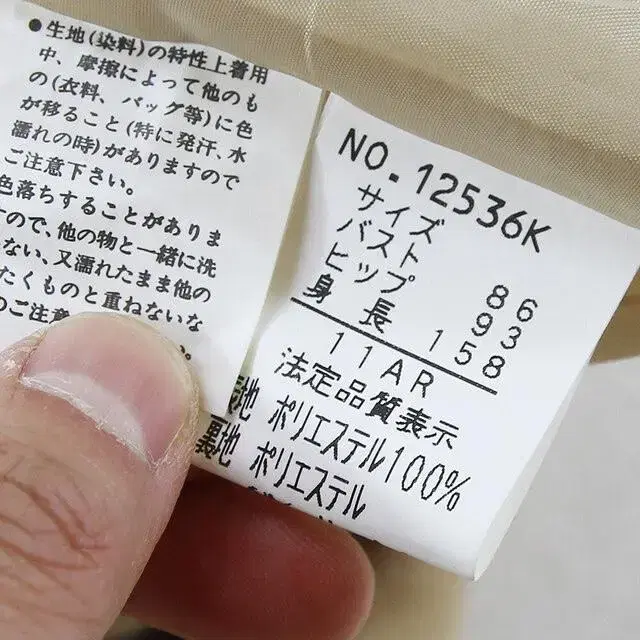 ●生地(染料)の特性上着用
中、摩擦によって他のも
の(衣料、バッグ等)に色
が移ること(特に発汗、水
濡れの時)がありますので
ご注意下さい。
色落ちすることがありま
すので、他の物と一緒に洗
ない、又濡れたまま他の
たくものと重ねないな
のご注意
NO. 12536K
サイズ
バスト 86
ヒップ 93
身長 158
11AR
法定品質表示
表地 ポリエステル100%
裏地 ポリエステル